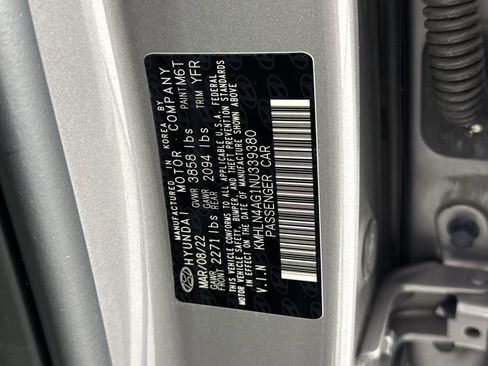 MANUFACTURED IN KOREA BY
HYUNDAI MOTOR COMPANY
MAR/08/22 GVWR 3858 lbs PAINT M6T
GAWR FRONT 2271 lbs GAWR REAR 2094 lbs TRIM YFR
THIS VEHICLE CONFORMS TO ALL APPLICABLE U.S.A. FEDERAL
MOTOR VEHICLE SAFETY, BUMPER, AND THEFT PREVENTION STANDARDS
IN EFFECT ON THE DATE OF MANUFACTURE SHOWN ABOVE.
V.I.N KMHLN4AG1NU339380
PASSENGER CAR